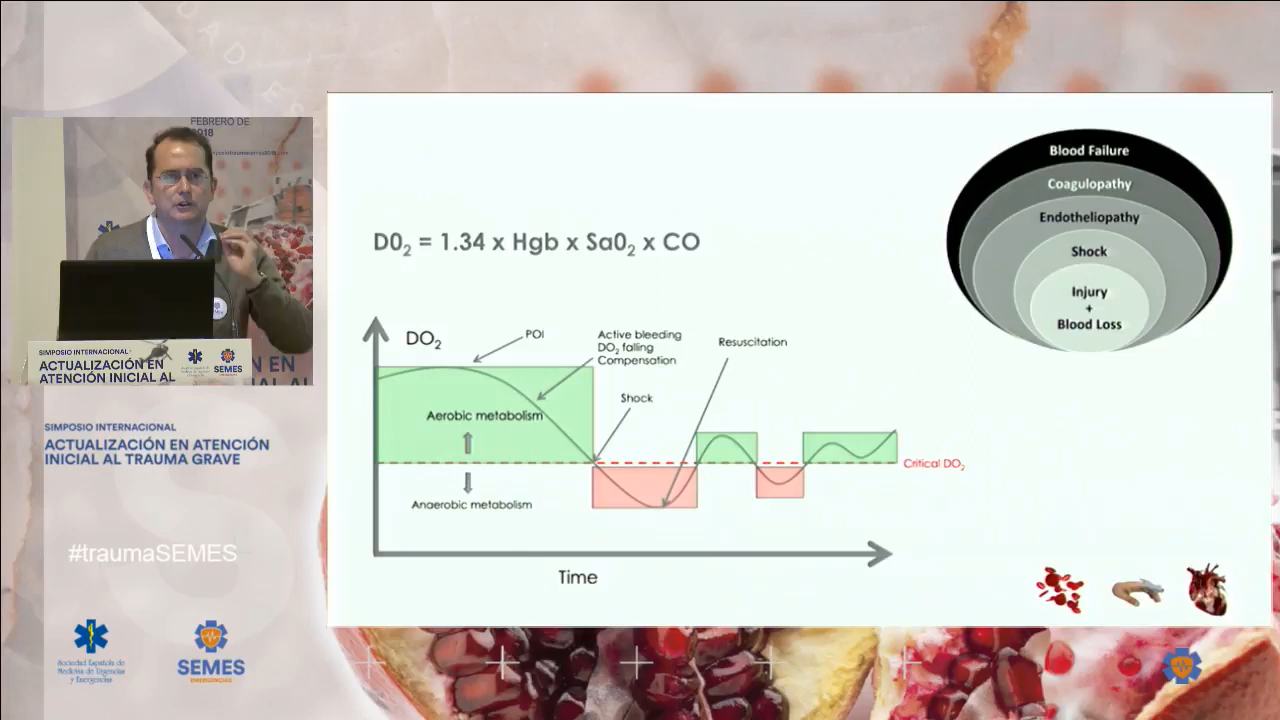 FEBRERO DE
2018
SIMPOSIO INTERNACIONAL
ACTUALIZACIÓN EN
ATENCIÓN INICIAL AL
SEMES
SIMPOSIO INTERNACIONAL
ACTUALIZACIÓN EN ATENCIÓN
INICIAL AL TRAUMA GRAVE
#traumaSEMES
Sociedad Española de
Medicina de Urgencias
y Emergencias
SEMES
EMERGENCIAS
D0₂ = 1.34 x Hgb x Sa0₂ x CO
Blood Failure
Coagulopathy
Endotheliopathy
Shock
Injury
+
Blood Loss
DO₂
POI
Active bleeding
DO₂ falling
Compensation
Resuscitation
Shock
Aerobic metabolism
Critical DO₂
Anaerobic metabolism
Time